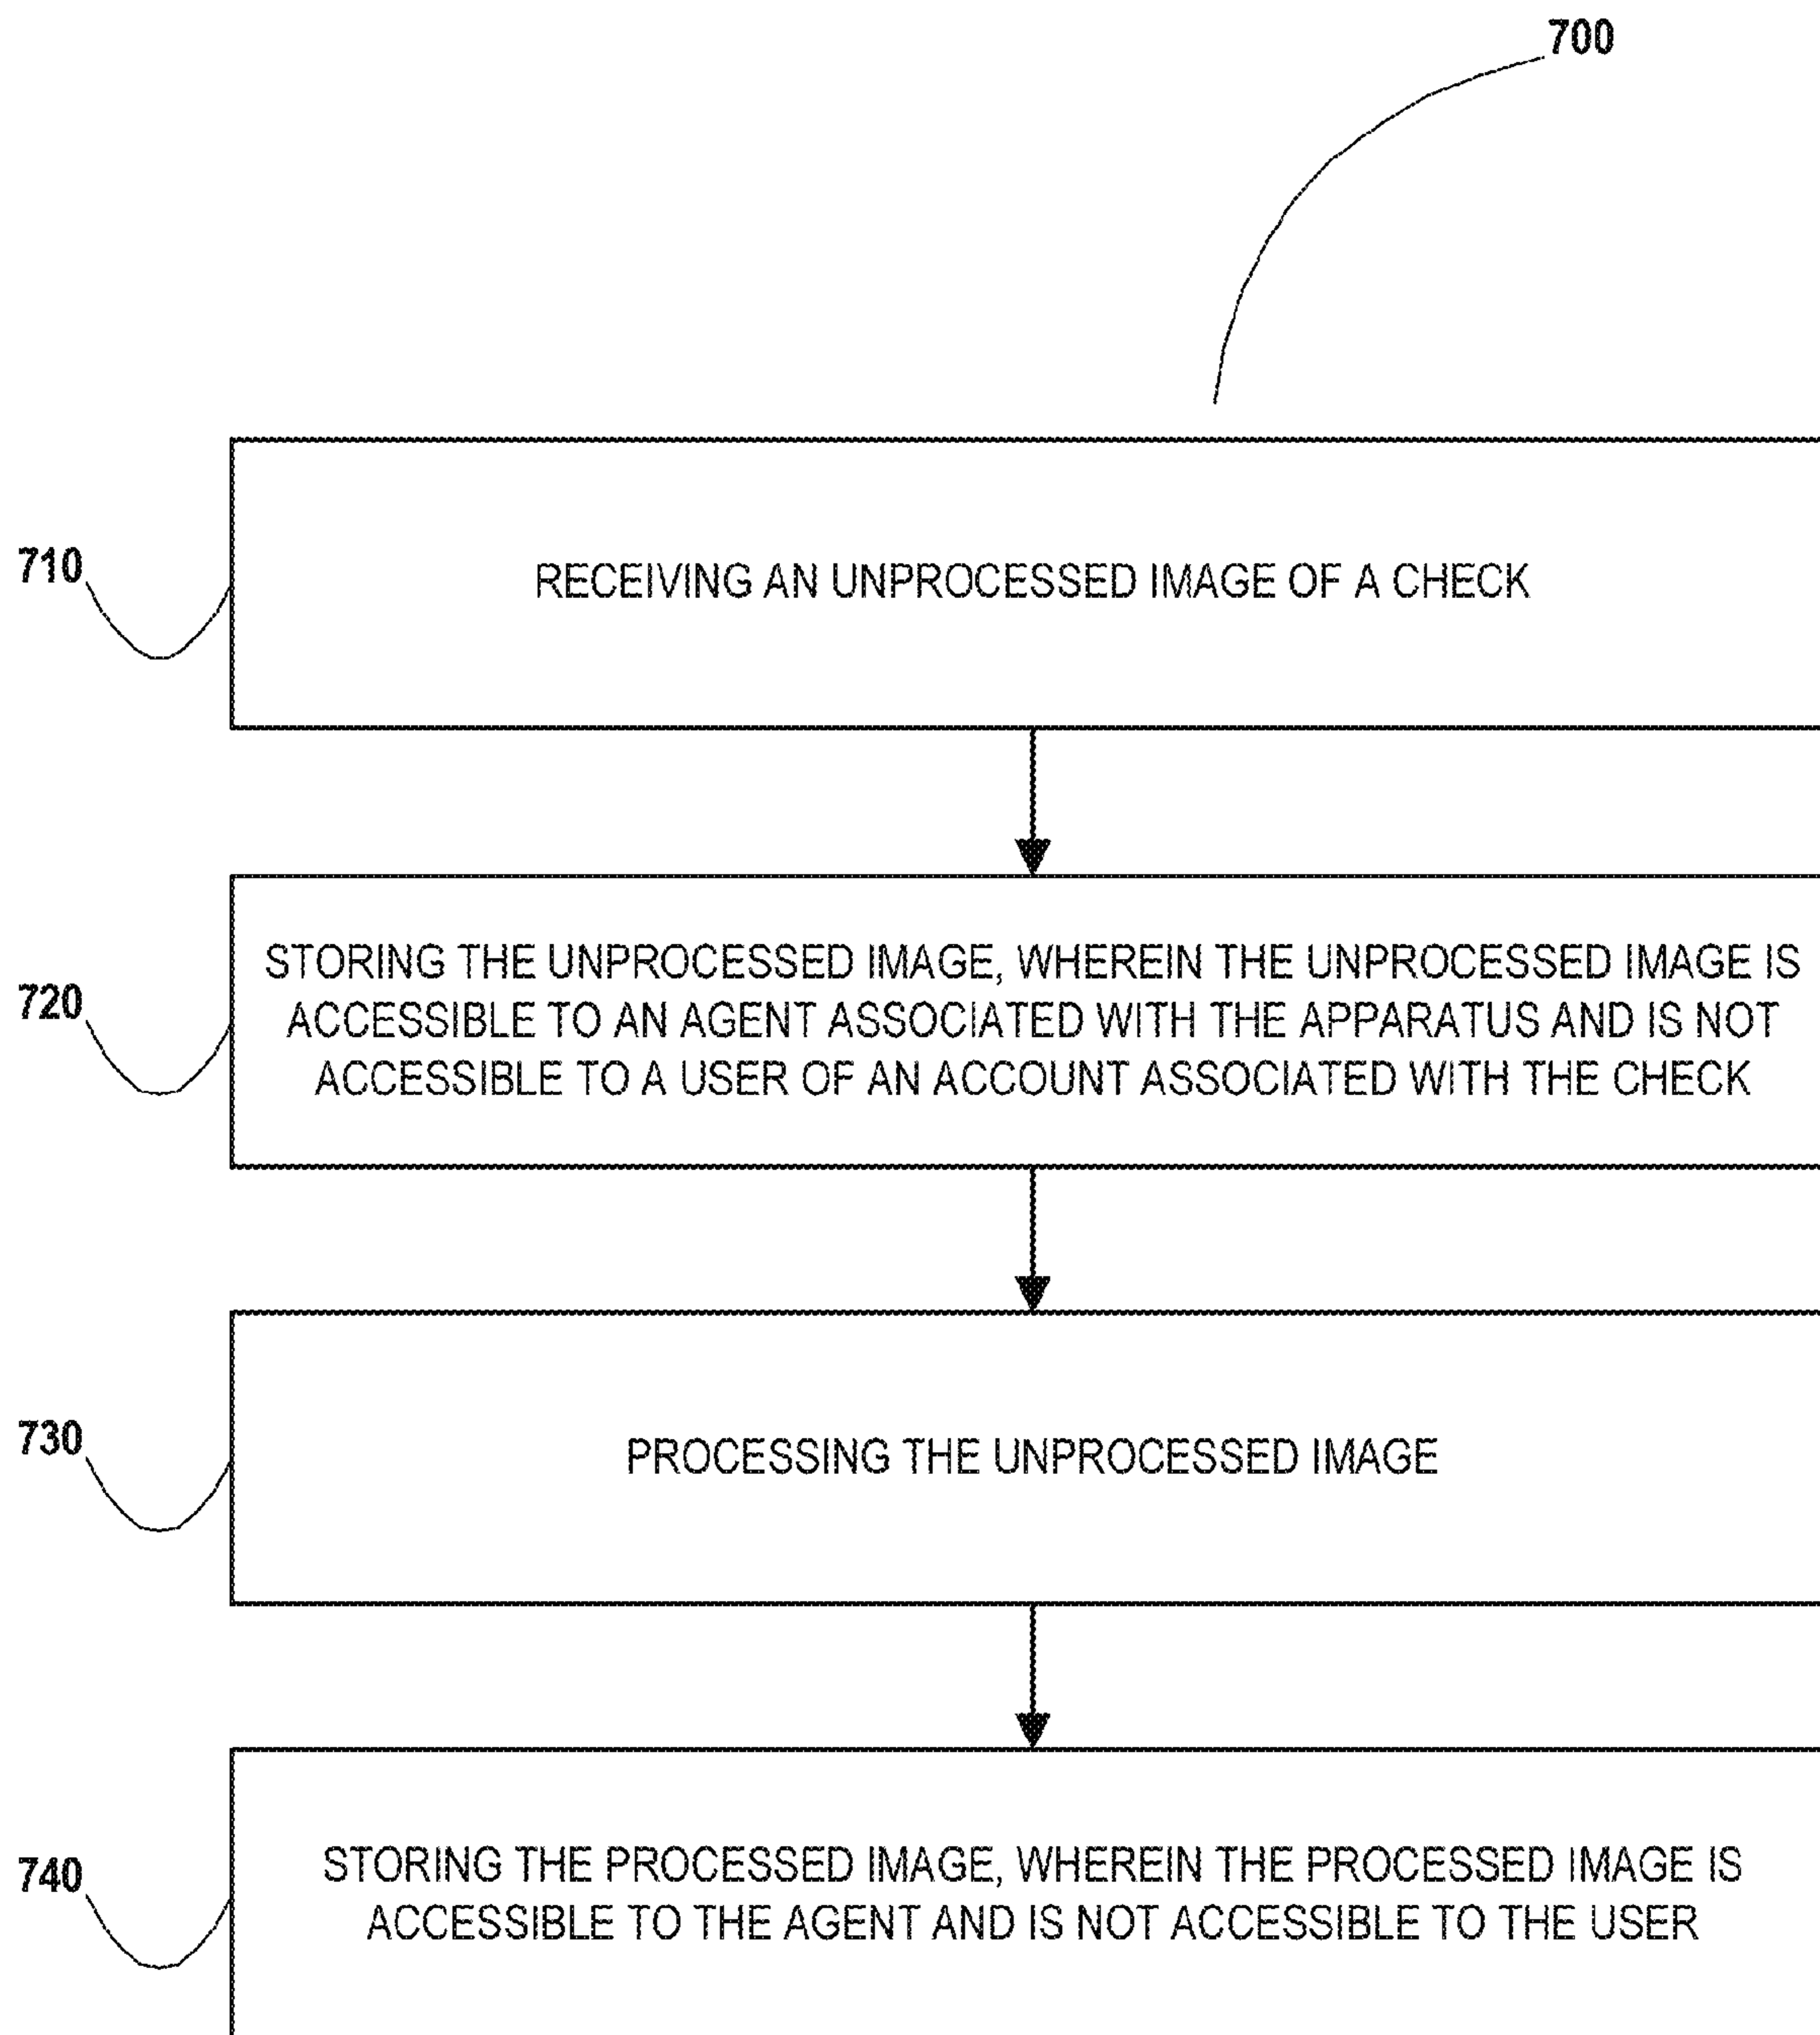 700
710
RECEIVING AN UNPROCESSED IMAGE OF A CHECK
720
STORING THE UNPROCESSED IMAGE, WHEREIN THE UNPROCESSED IMAGE IS
ACCESSIBLE TO AN AGENT ASSOCIATED WITH THE APPARATUS AND IS NOT
ACCESSIBLE TO A USER OF AN ACCOUNT ASSOCIATED WITH THE CHECK
730
PROCESSING THE UNPROCESSED IMAGE
740
STORING THE PROCESSED IMAGE, WHEREIN THE PROCESSED IMAGE IS
ACCESSIBLE TO THE AGENT AND IS NOT ACCESSIBLE TO THE USER